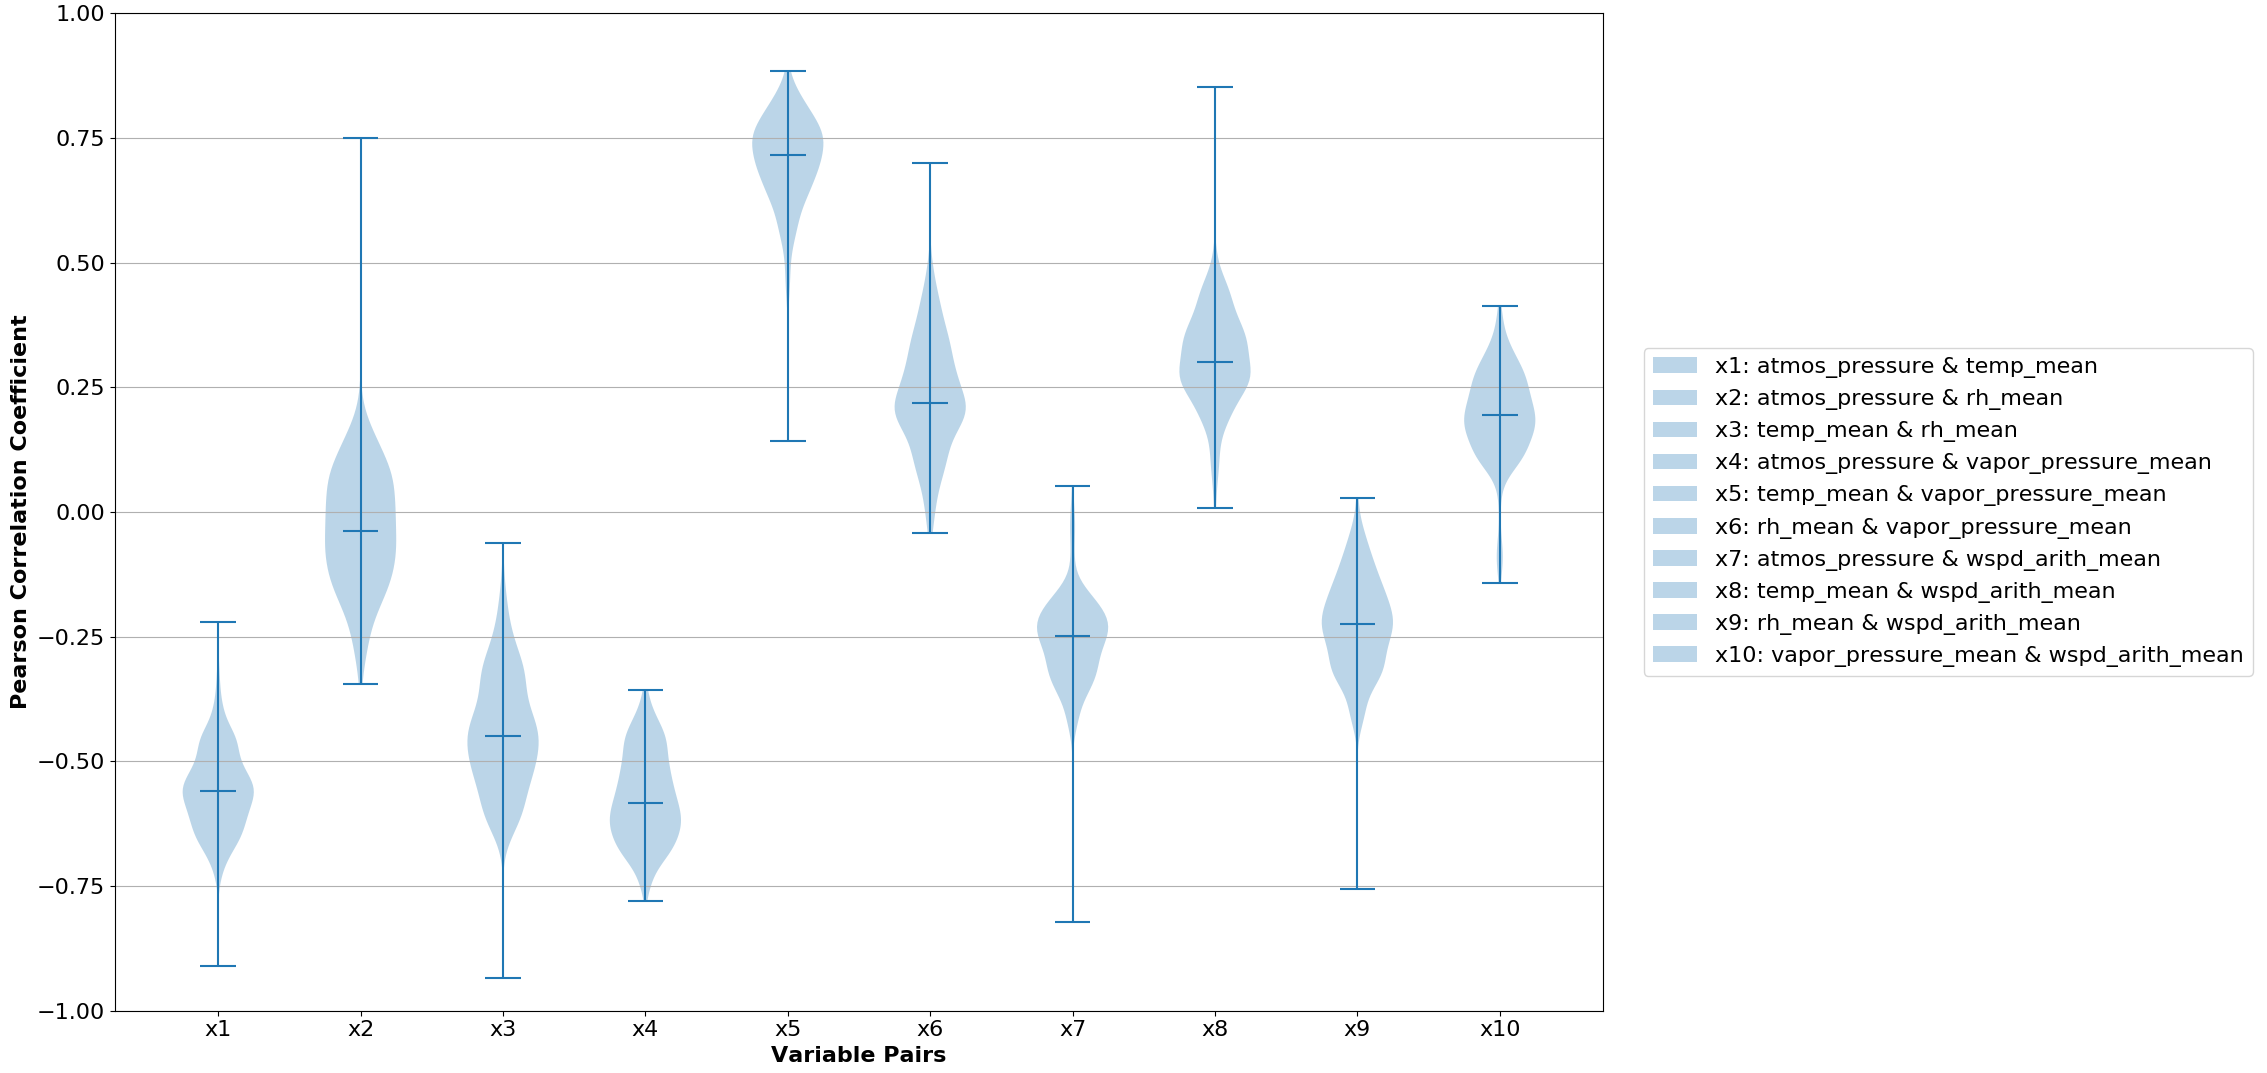 1.00
0.75
0.50
0.25
0.00
−0.25
−0.50
−0.75
−1.00
Pearson Correlation Coefficient
x1 x2 x3 x4 x5 x6 x7 x8 x9 x10
Variable Pairs
x1: atmos_pressure & temp_mean
x2: atmos_pressure & rh_mean
x3: temp_mean & rh_mean
x4: atmos_pressure & vapor_pressure_mean
x5: temp_mean & vapor_pressure_mean
x6: rh_mean & vapor_pressure_mean
x7: atmos_pressure & wspd_arith_mean
x8: temp_mean & wspd_arith_mean
x9: rh_mean & wspd_arith_mean
x10: vapor_pressure_mean & wspd_arith_mean